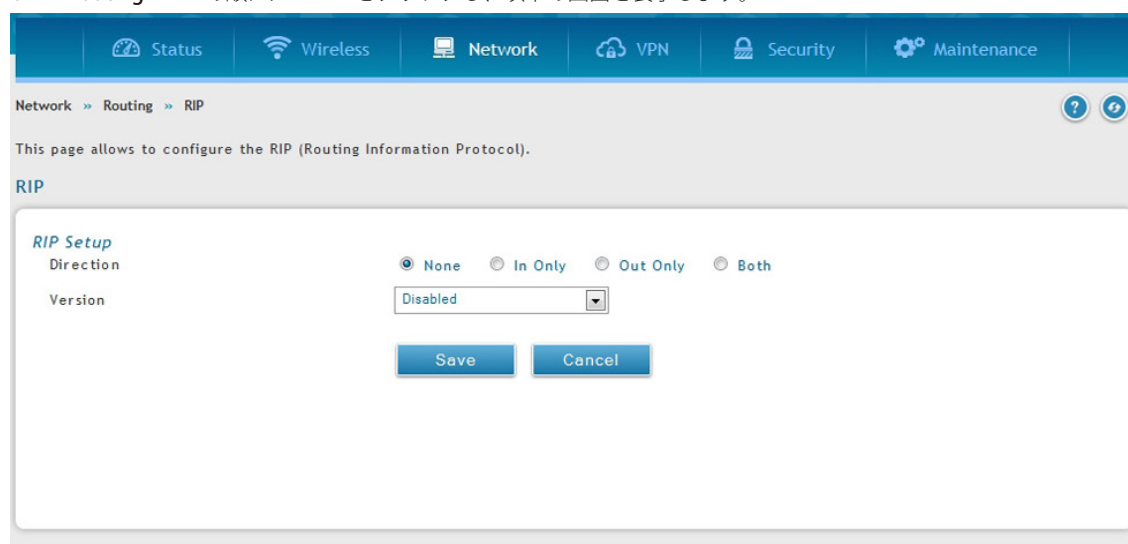 Status Wireless Network VPN Security Maintenance
Network » Routing » RIP
This page allows to configure the RIP (Routing Information Protocol).
RIP
RIP Setup
Direction None In Only Out Only Both
Version Disabled
Save Cancel